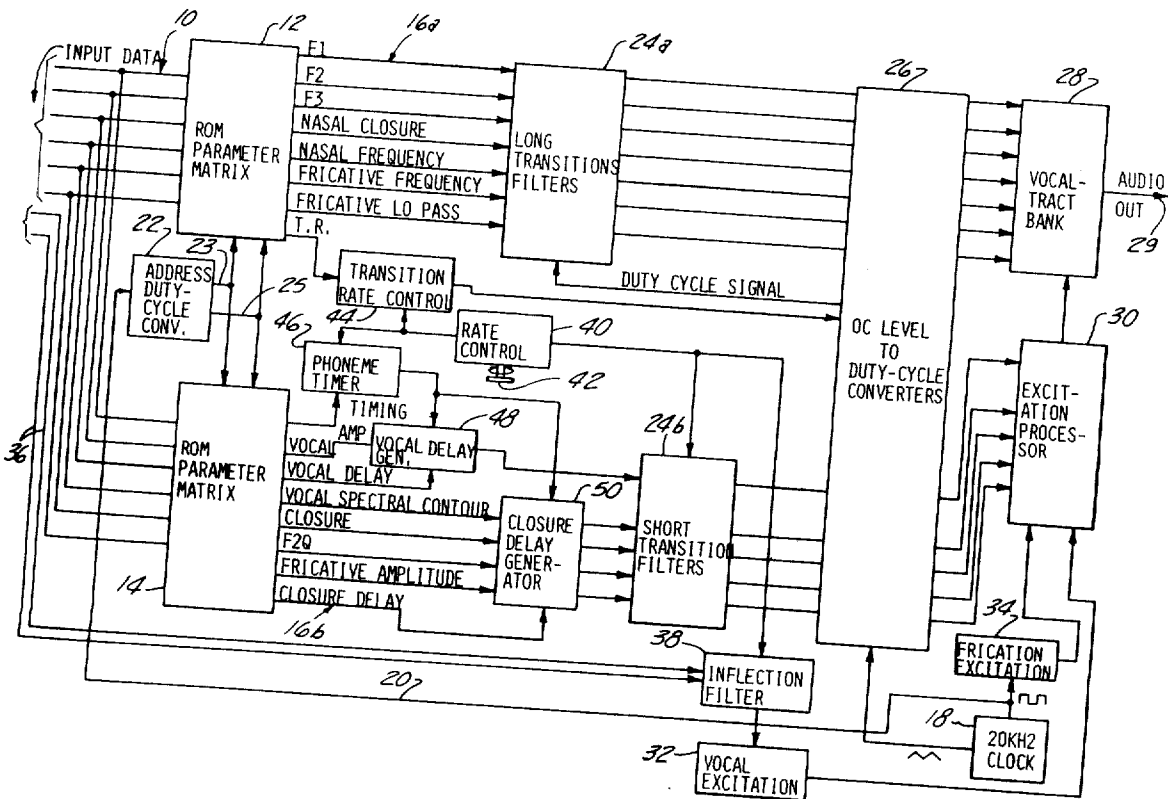 10
12
16a
24a
26
28
INPUT DATA
F1
F2
F3
NASAL CLOSURE
NASAL FREQUENCY
FRICATIVE FREQUENCY
FRICATIVE LO PASS
T.R.
ROM
PARAMETER
MATRIX
LONG
TRANSITIONS
FILTERS
VOCAL-
TRACT
BANK
AUDIO
OUT
29
22
23
25
ADDRESS
DUTY-
CYCLE
CONV.
TRANSITION
RATE CONTROL
44
DUTY CYCLE SIGNAL
46
PHONEME
TIMER
RATE
CONTROL
40
42
OC LEVEL
TO
DUTY-CYCLE
CONVERTERS
30
EXCIT-
ATION
PROCES-
SOR
36
ROM
PARAMETER
MATRIX
14
TIMING
VOCAL AMP
VOCAL DELAY
GEN.
48
VOCAL DELAY
VOCAL SPECTRAL CONTOUR
CLOSURE
F2Q
FRICATIVE AMPLITUDE
CLOSURE DELAY
16b
CLOSURE
DELAY
GENER-
ATOR
50
24b
SHORT
TRANSITION
FILTERS
38
INFLECTION
FILTER
20
34
FRICATION
EXCITATION
18
20KH2
CLOCK
32
VOCAL
EXCITATION